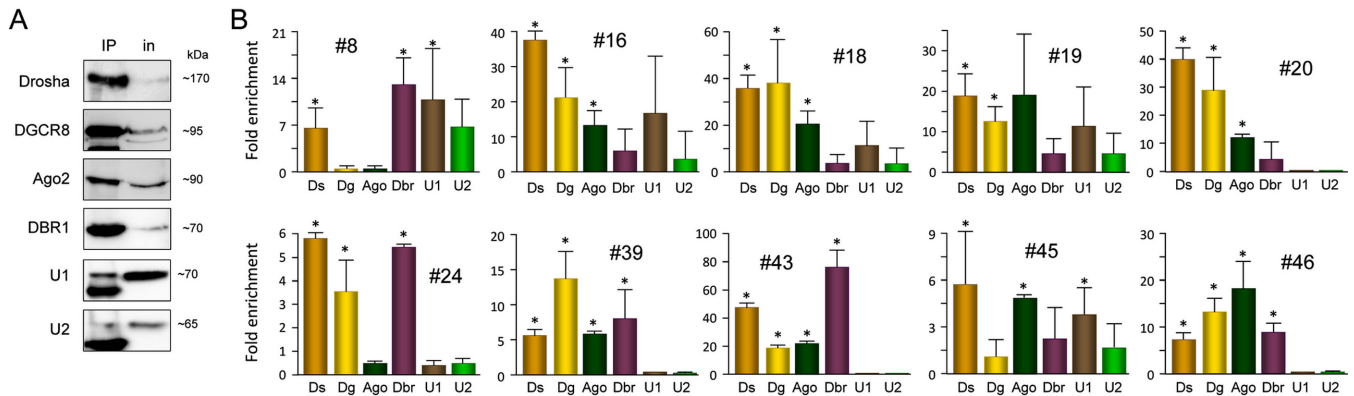 A
IP in kDa
Drosha ~170
DGCR8 ~95
Ago2 ~90
DBR1 ~70
U1 ~70
U2 ~65
B
Fold enrichment
21
14
7
0
#8
* * *
Ds Dg Ago Dbr U1 U2
40
30
20
10
0
#16
* * *
Ds Dg Ago Dbr U1 U2
60
40
20
0
#18
* * *
Ds Dg Ago Dbr U1 U2
30
20
10
0
#19
* *
Ds Dg Ago Dbr U1 U2
50
40
30
20
10
0
#20
* * *
Ds Dg Ago Dbr U1 U2
Fold enrichment
6
5
4
3
2
1
0
#24
* * *
Ds Dg Ago Dbr U1 U2
20
15
10
5
0
#39
* * * *
Ds Dg Ago Dbr U1 U2
100
80
60
40
20
0
#43
* * * *
Ds Dg Ago Dbr U1 U2
9
6
3
0
#45
* * *
Ds Dg Ago Dbr U1 U2
30
20
10
0
#46
* * * *
Ds Dg Ago Dbr U1 U2